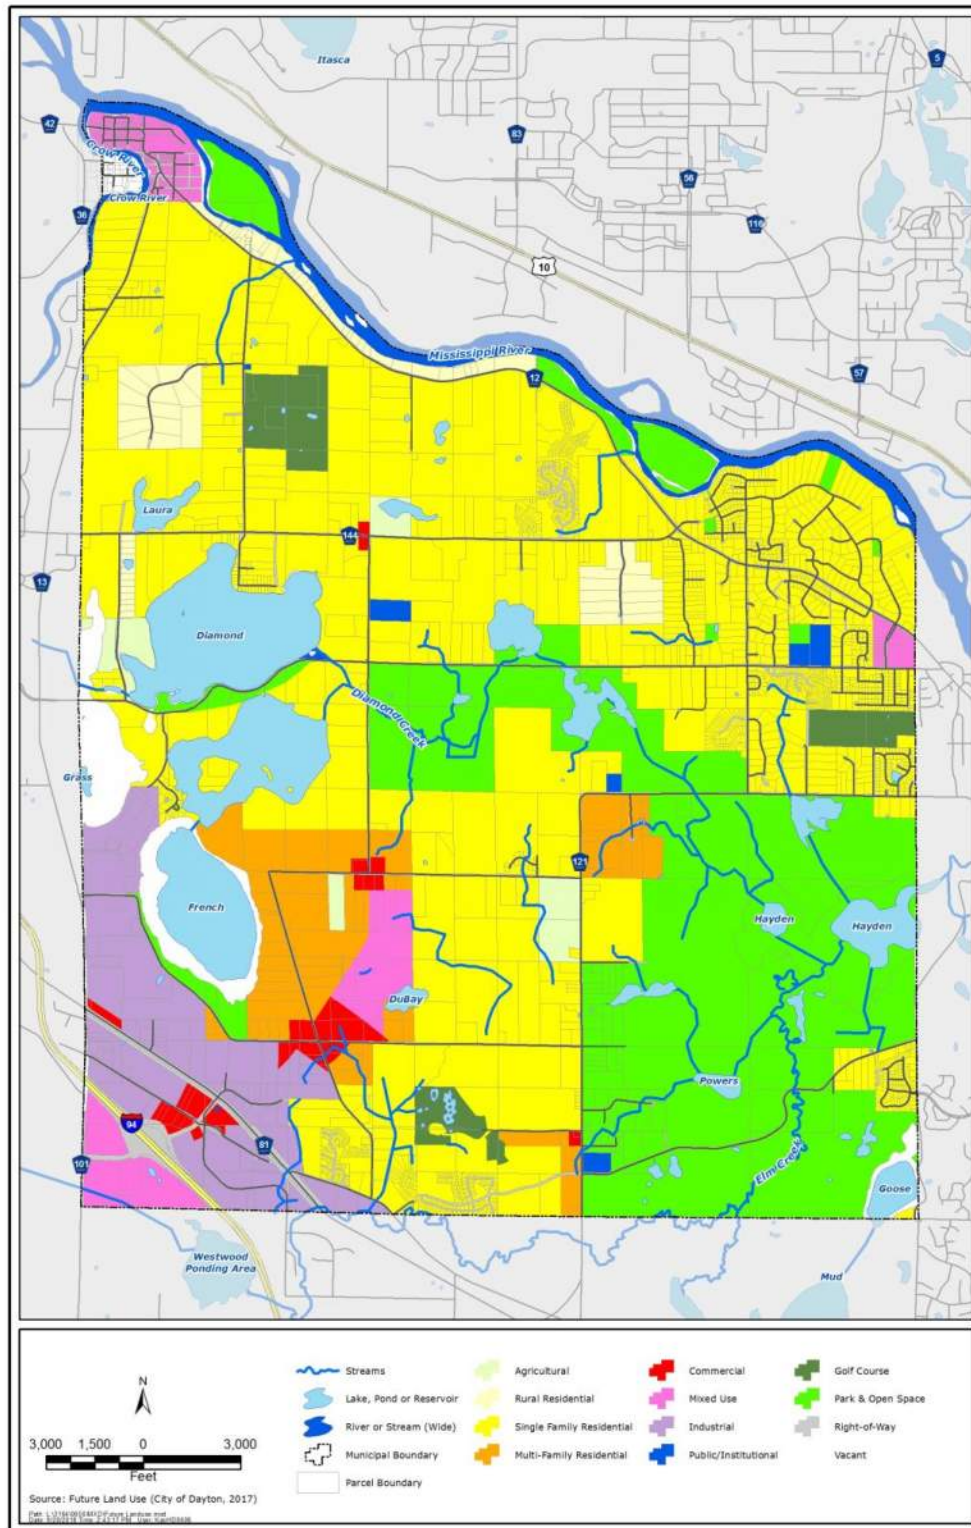 Itasca
5
42
83
Crow River
56
Crow River
36
116
10
Mississippi River
12
57
Laura
144
13
Diamond
Diamond Creek
Grass
121
French
Hayden
Hayden
DuBay
Powers
94
81
101
Elm Creek
Goose
Westwood
Ponding Area
Mud
N
3,000 1,500 0 3,000
Feet
Source: Future Land Use (City of Dayton, 2017)
Streams
Lake, Pond or Reservoir
River or Stream (Wide)
Municipal Boundary
Parcel Boundary
Agricultural
Rural Residential
Single Family Residential
Multi-Family Residential
Commercial
Mixed Use
Industrial
Public/Institutional
Golf Course
Park & Open Space
Right-of-Way
Vacant